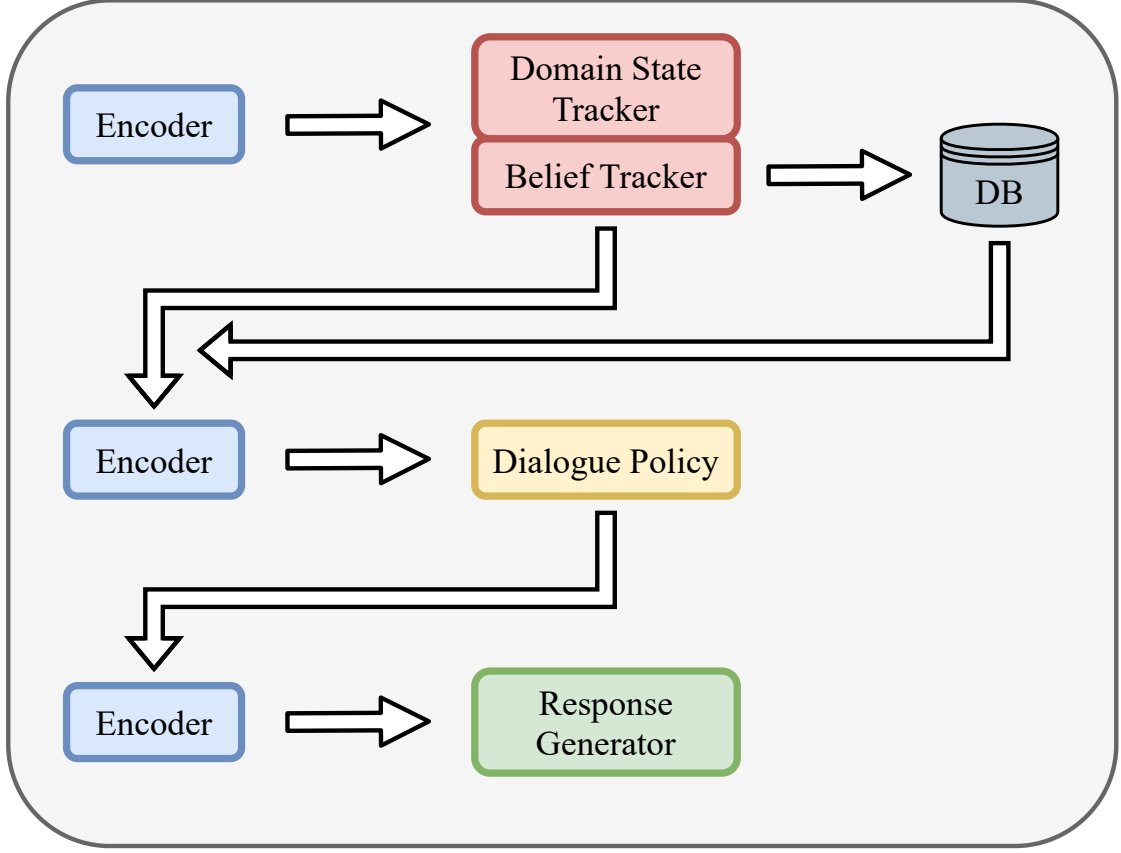 Encoder
Domain State
Tracker
Belief Tracker
DB
Encoder
Dialogue Policy
Encoder
Response
Generator